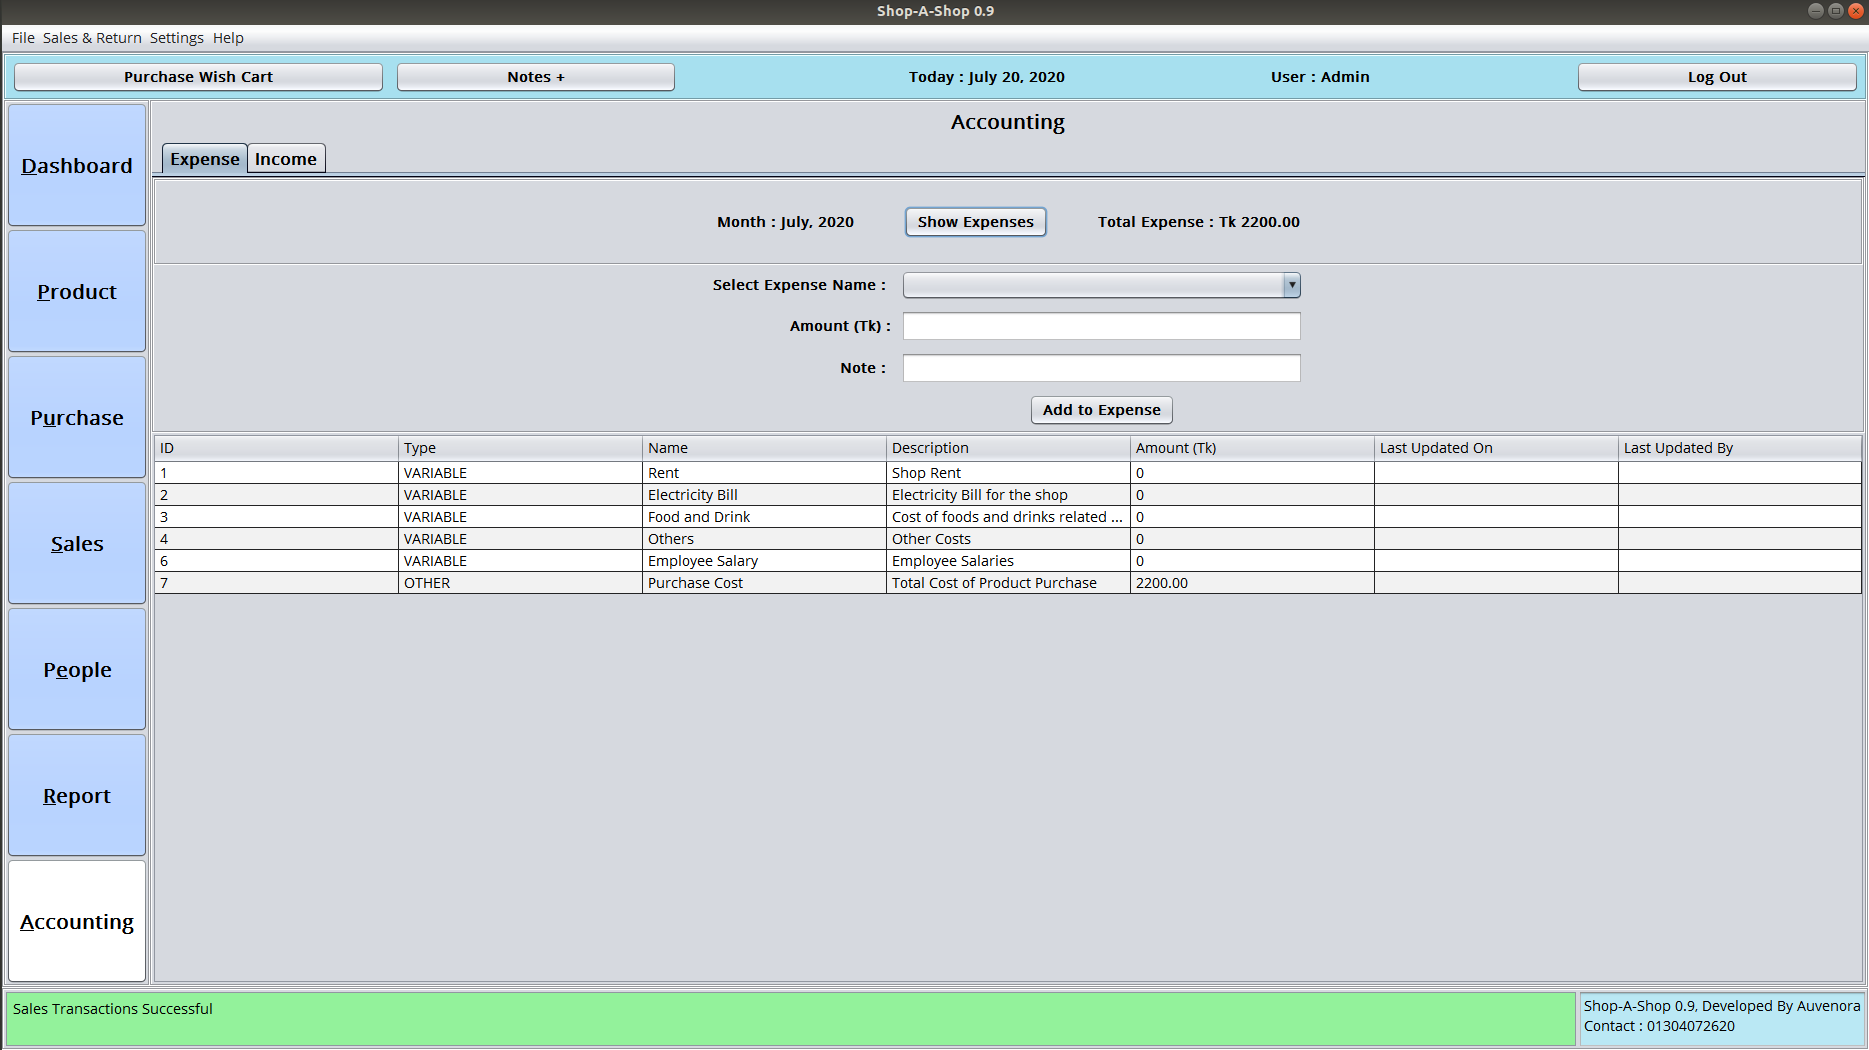 Shop-A-Shop 0.9
File Sales & Return Settings Help
Purchase Wish Cart Notes + Today : July 20, 2020 User : Admin Log Out
Dashboard
Product
Purchase
Sales
People
Report
Accounting
Accounting
Expense Income
Month : July, 2020 Show Expenses Total Expense : Tk 2200.00
Select Expense Name :
Amount (Tk) :
Note :
Add to Expense
ID Type Name Description Amount (Tk) Last Updated On Last Updated By
1 VARIABLE Rent Shop Rent 0
2 VARIABLE Electricity Bill Electricity Bill for the shop 0
3 VARIABLE Food and Drink Cost of foods and drinks related ... 0
4 VARIABLE Others Other Costs 0
6 VARIABLE Employee Salary Employee Salaries 0
7 OTHER Purchase Cost Total Cost of Product Purchase 2200.00
Sales Transactions Successful
Shop-A-Shop 0.9, Developed By Auvenora
Contact : 01304072620